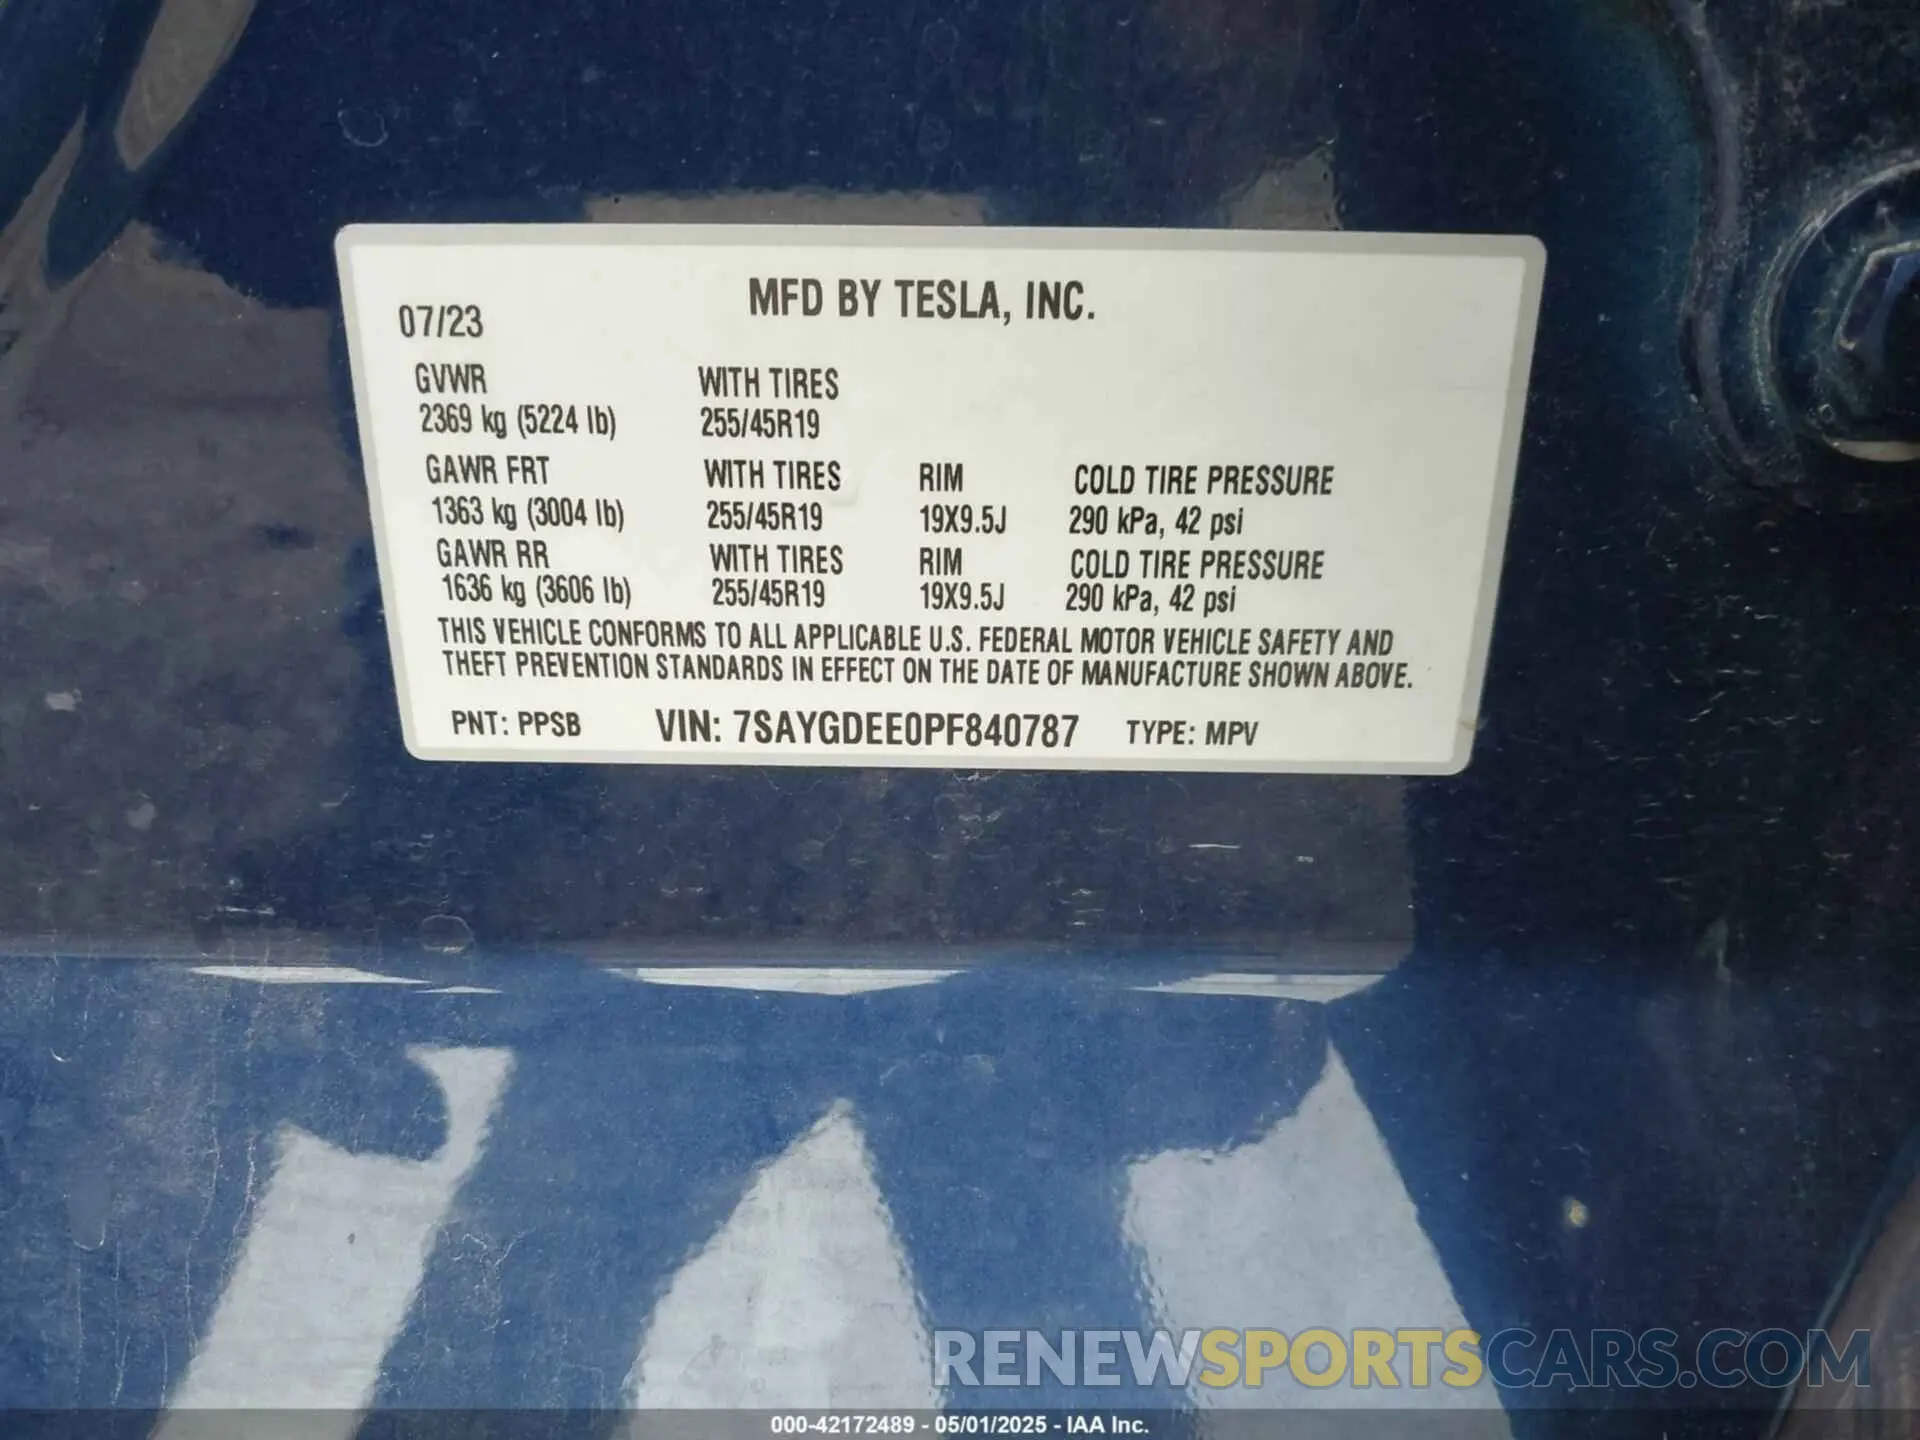 MFD BY TESLA, INC.
07/23
GVWR WITH TIRES
2369 kg (5224 lb) 255/45R19
GAWR FRT WITH TIRES RIM COLD TIRE PRESSURE
1363 kg (3004 lb) 255/45R19 19X9.5J 290 kPa, 42 psi
GAWR RR WITH TIRES RIM COLD TIRE PRESSURE
1636 kg (3606 lb) 255/45R19 19X9.5J 290 kPa, 42 psi
THIS VEHICLE CONFORMS TO ALL APPLICABLE U.S. FEDERAL MOTOR VEHICLE SAFETY AND
THEFT PREVENTION STANDARDS IN EFFECT ON THE DATE OF MANUFACTURE SHOWN ABOVE.
PNT: PPSB VIN: 7SAYGDEE0PF840787 TYPE: MPV
RENEWSPORTSCARS.COM
000-42172489 - 05/01/2025 - IAA Inc.